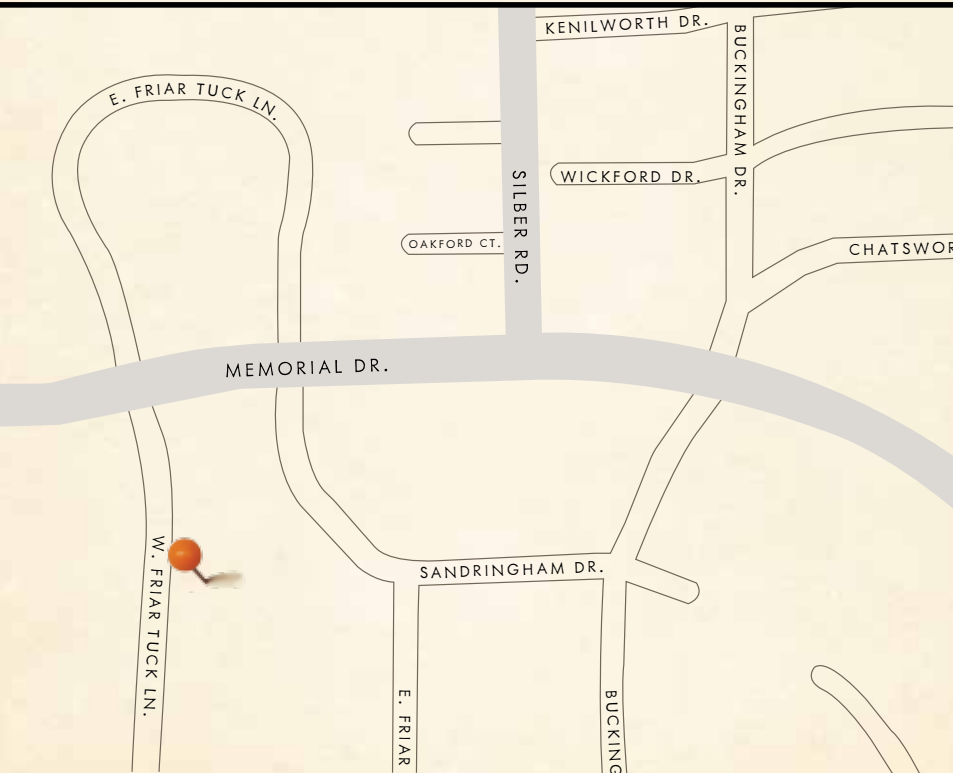 KENILWORTH DR.
BUCKINGHAM DR.
E. FRIAR TUCK LN.
WICKFORD DR.
SILBER RD.
OAKFORD CT.
CHATSWOR
MEMORIAL DR.
W. FRIAR TUCK LN.
SANDRINGHAM DR.
E. FRIAR
BUCKING